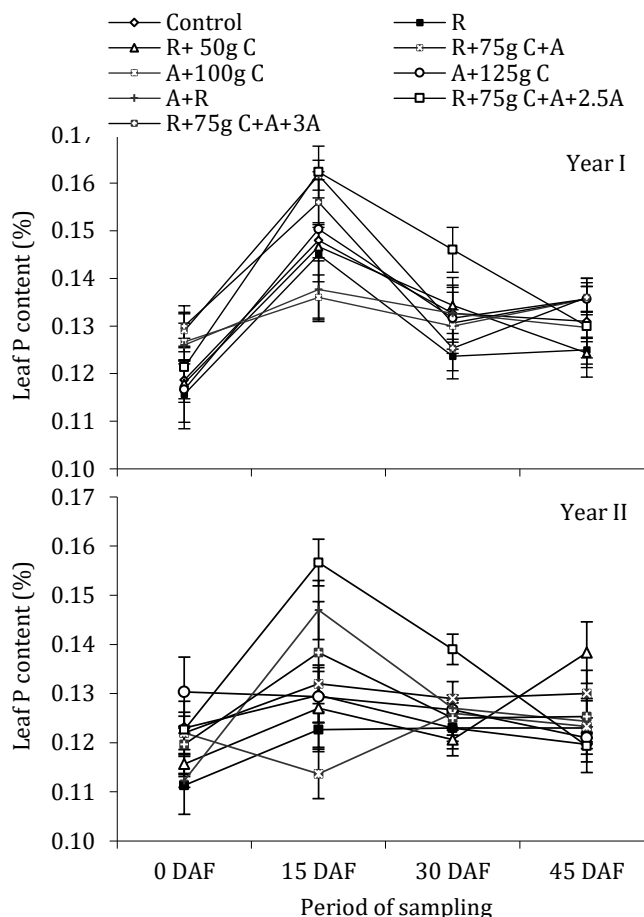 Control R
R+ 50g C R+75g C+A
A+100g C A+125g C
A+R R+75g C+A+2.5A
R+75g C+A+3A
0.17
Year I
0.16
0.15
0.14
0.13
0.12
0.11
0.10
Leaf P content (%)
0.17
Year II
0.16
0.15
0.14
0.13
0.12
0.11
0.10
Leaf P content (%)
0 DAF 15 DAF 30 DAF 45 DAF
Period of sampling